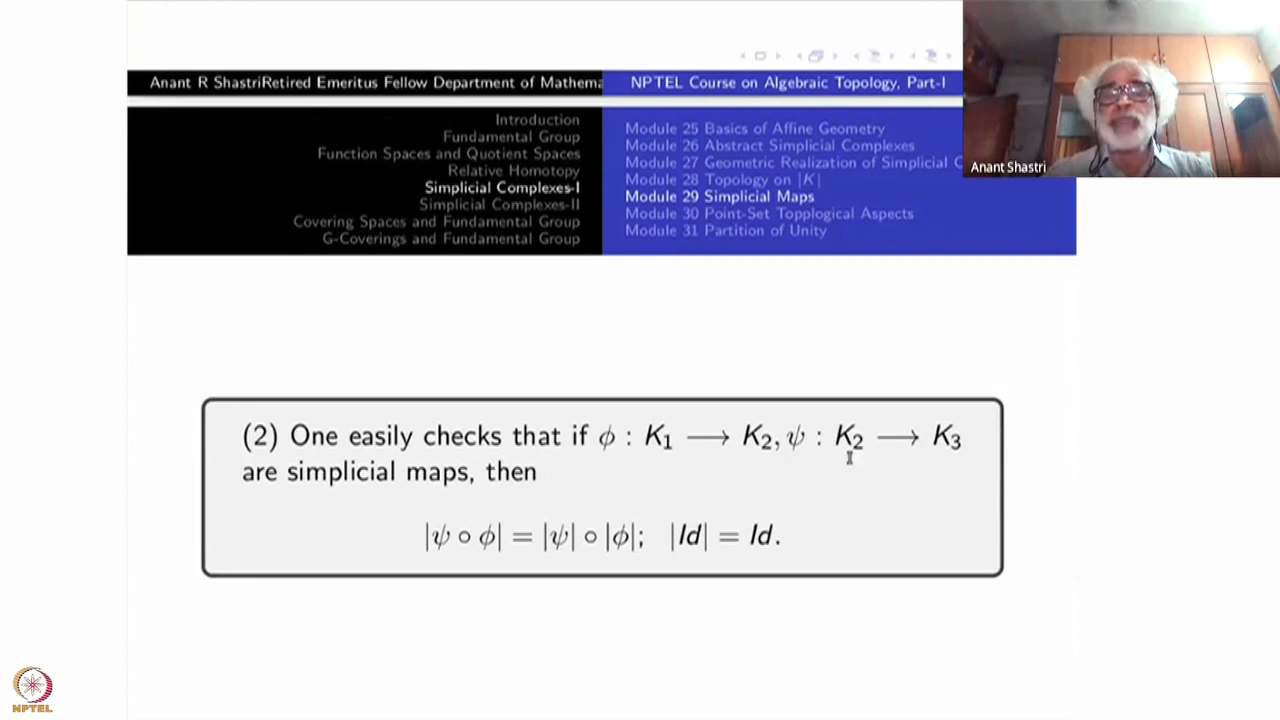 Anant R ShastriRetired Emeritus Fellow Department of Mathema
NPTEL Course on Algebraic Topology, Part-I
Introduction
Fundamental Group
Function Spaces and Quotient Spaces
Relative Homotopy
Simplicial Complexes-I
Simplicial Complexes-II
Covering Spaces and Fundamental Group
G-Coverings and Fundamental Group
Module 25 Basics of Affine Geometry
Module 26 Abstract Simplicial Complexes
Module 27 Geometric Realization of Simplicial C
Module 28 Topology on |K|
Module 29 Simplicial Maps
Module 30 Point-Set Topplogical Aspects
Module 31 Partition of Unity
Anant Shastri
(2) One easily checks that if ϕ : K₁ ⟶ K₂, ψ : K₂ ⟶ K₃
are simplicial maps, then
|ψ ∘ ϕ| = |ψ| ∘ |ϕ|; |Id| = Id.
NPTEL